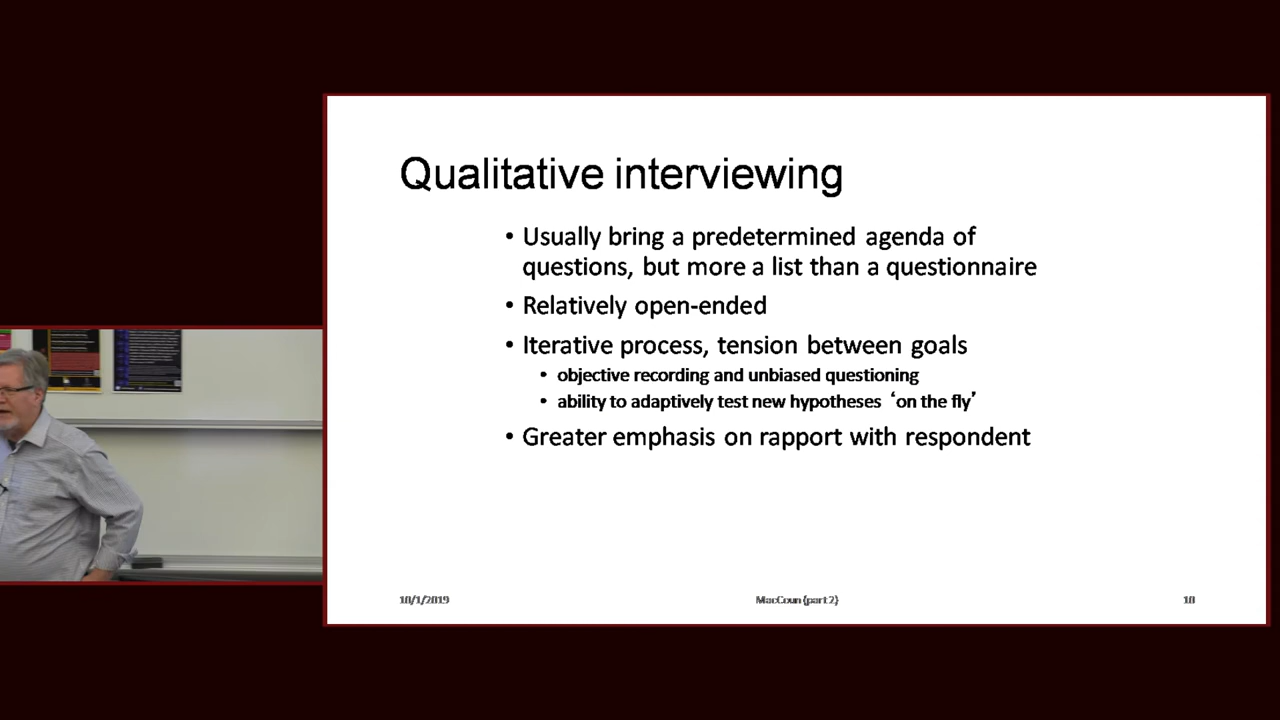 Qualitative interviewing
• Usually bring a predetermined agenda of
questions, but more a list than a questionnaire
• Relatively open-ended
• Iterative process, tension between goals
• objective recording and unbiased questioning
• ability to adaptively test new hypotheses ‘on the fly’
• Greater emphasis on rapport with respondent
10/1/2019
MacCoun (part 2)
18